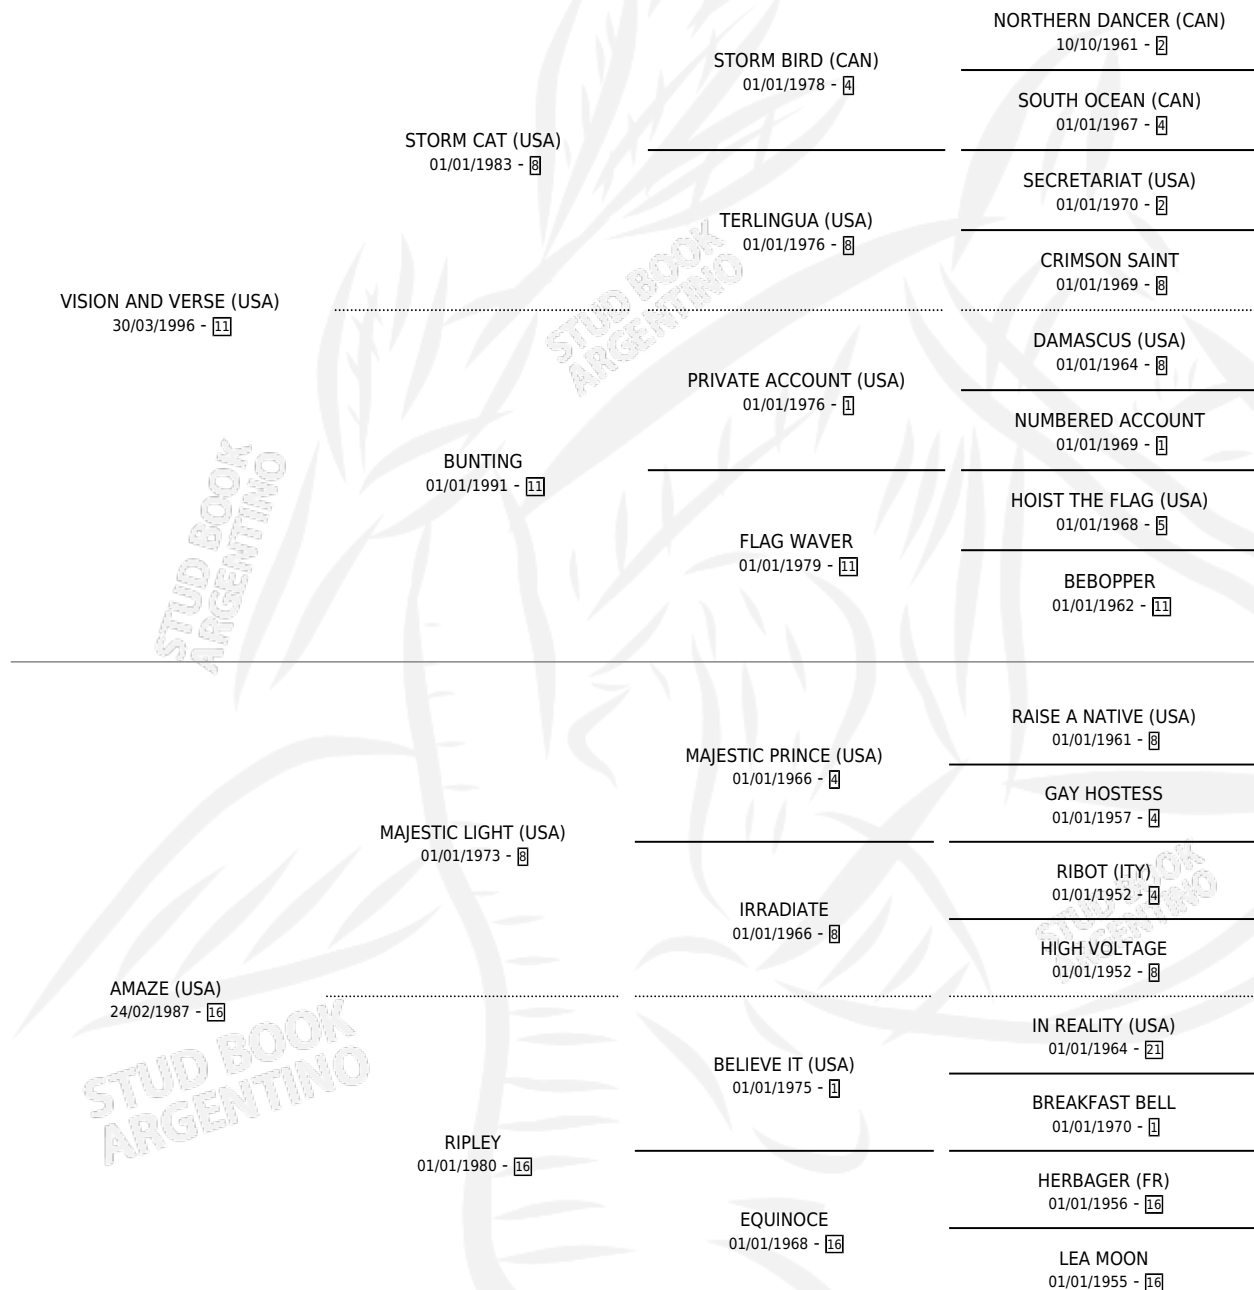 NORTHERN DANCER (CAN)
10/10/1961 - 2
STORM BIRD (CAN)
01/01/1978 - 4
SOUTH OCEAN (CAN)
01/01/1967 - 4
STORM CAT (USA)
01/01/1983 - 8
SECRETARIAT (USA)
01/01/1970 - 2
TERLINGUA (USA)
01/01/1976 - 8
CRIMSON SAINT
01/01/1969 - 8
VISION AND VERSE (USA)
30/03/1996 - 11
DAMASCUS (USA)
01/01/1964 - 8
PRIVATE ACCOUNT (USA)
01/01/1976 - 1
NUMBERED ACCOUNT
01/01/1969 - 1
BUNTING
01/01/1991 - 11
HOIST THE FLAG (USA)
01/01/1968 - 5
FLAG WAVER
01/01/1979 - 11
BEBOPPER
01/01/1962 - 11
RAISE A NATIVE (USA)
01/01/1961 - 8
MAJESTIC PRINCE (USA)
01/01/1966 - 4
GAY HOSTESS
01/01/1957 - 4
MAJESTIC LIGHT (USA)
01/01/1973 - 8
RIBOT (ITY)
01/01/1952 - 4
IRRADIATE
01/01/1966 - 8
HIGH VOLTAGE
01/01/1952 - 8
AMAZE (USA)
24/02/1987 - 16
IN REALITY (USA)
01/01/1964 - 21
BELIEVE IT (USA)
01/01/1975 - 1
BREAKFAST BELL
01/01/1970 - 1
RIPLEY
01/01/1980 - 16
HERBAGER (FR)
01/01/1956 - 16
EQUINOCE
01/01/1968 - 16
LEA MOON
01/01/1955 - 16
STUD BOOK
ARGENTINO
STUD BOOK
ARGENTINO
STUD BOOK
ARGENTINO
STUD BOOK
ARGENTINO